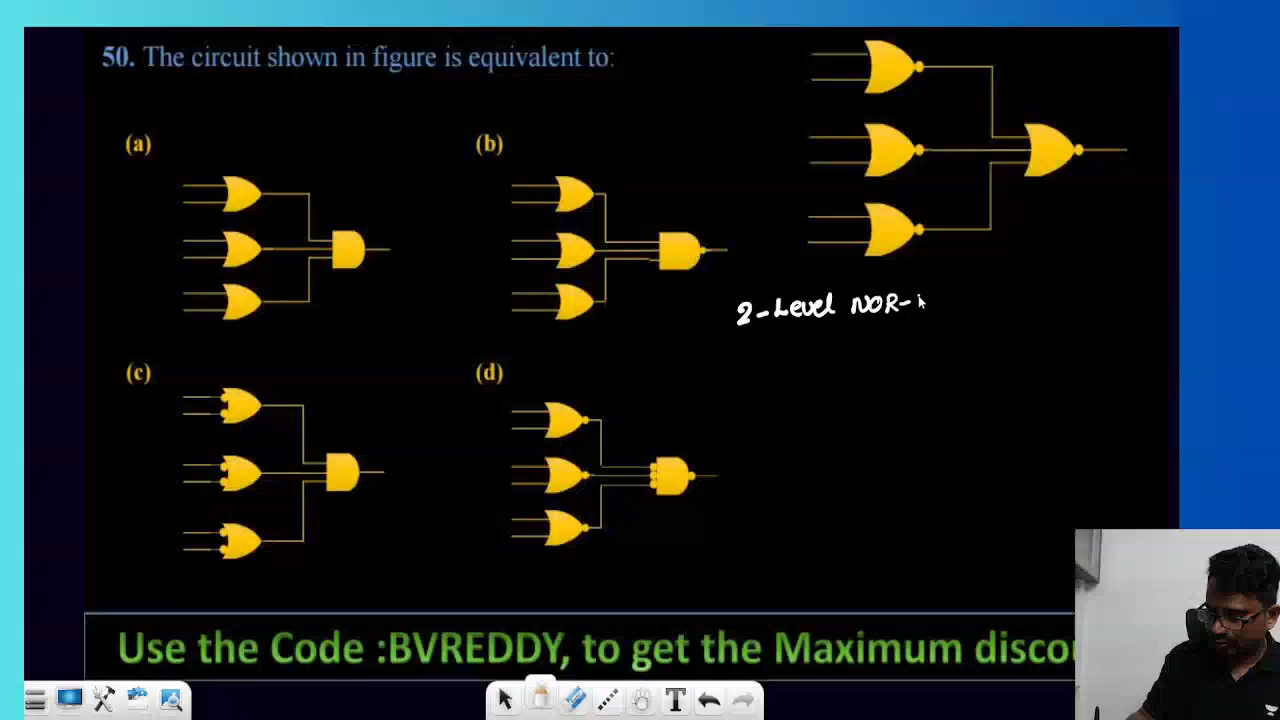 50. The circuit shown in figure is equivalent to:
(a)
(b)
2-Level NOR-
(c)
(d)
Use the Code :BVREDDY, to get the Maximum discou
T